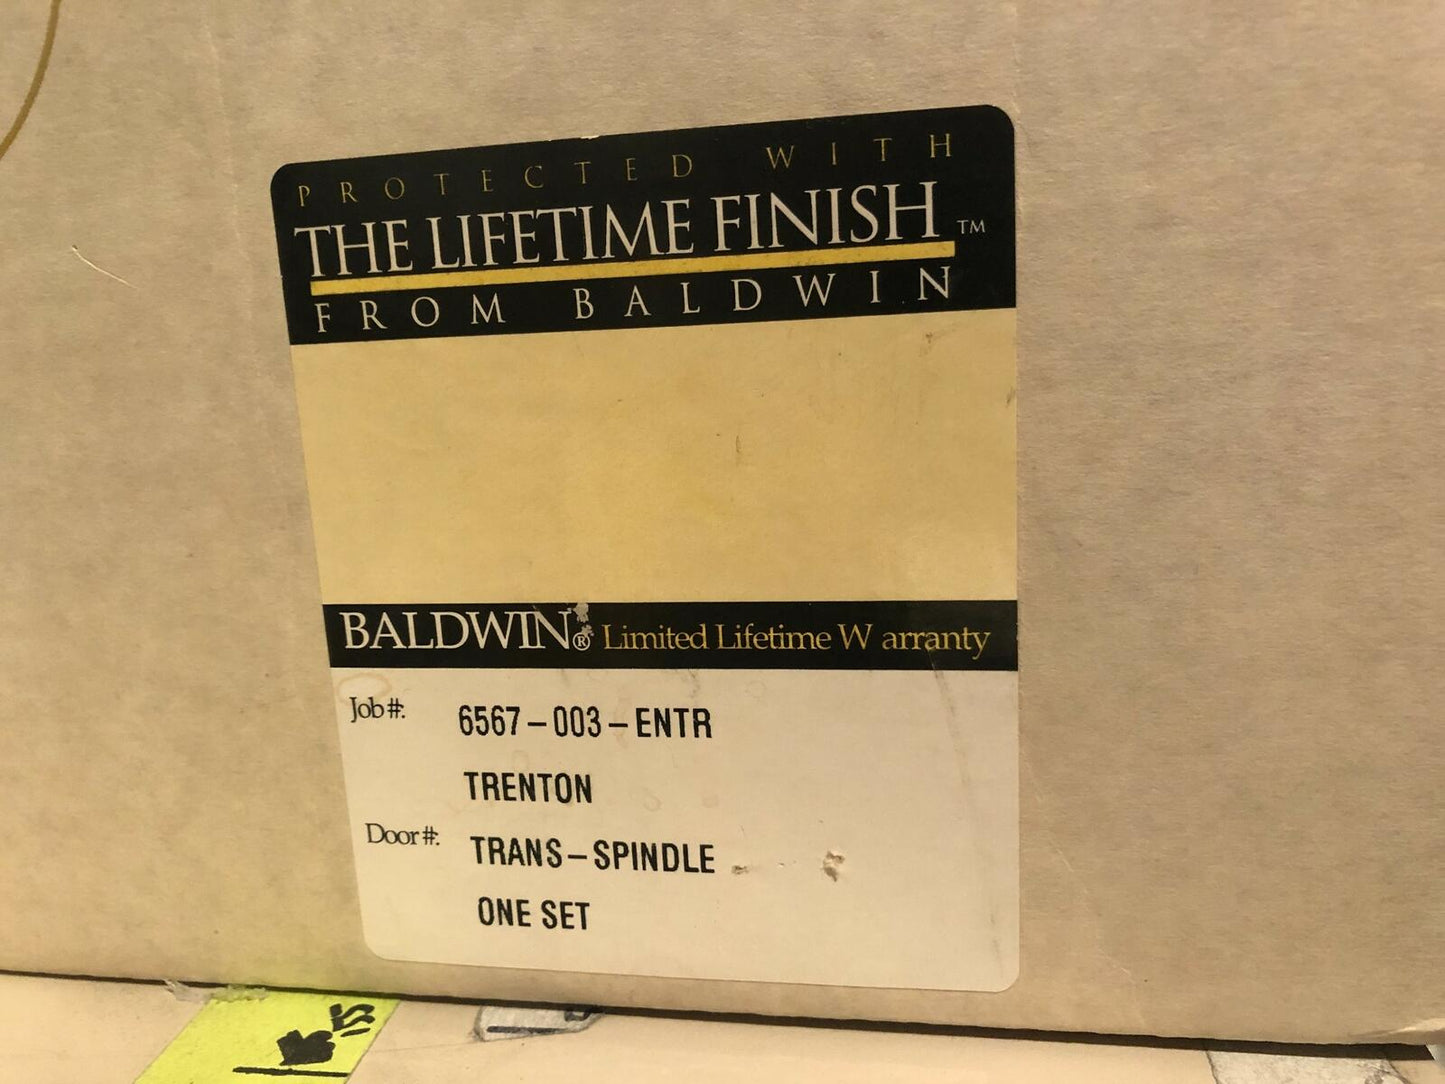 PROTECTED WITH
THE LIFETIME FINISH™
FROM BALDWIN
BALDWIN® Limited Lifetime W arranty
Job#: 6567-003-ENTR
TRENTON
Door#: TRANS-SPINDLE
ONE SET